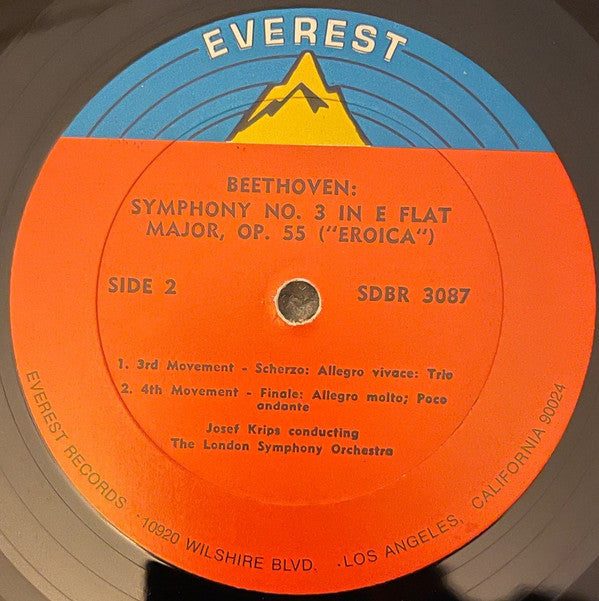 EVEREST
BEETHOVEN:
SYMPHONY NO. 3 IN E FLAT
MAJOR, OP. 55 ("EROICA")
SIDE 2
SDBR 3087
1. 3rd Movement - Scherzo: Allegro vivace: Trio
2. 4th Movement - Finale: Allegro molto; Poco
andante
Josef Krips conducting
The London Symphony Orchestra
EVEREST RECORDS ·10920 WILSHIRE BLVD. ·LOS ANGELES, CALIFORNIA 90024